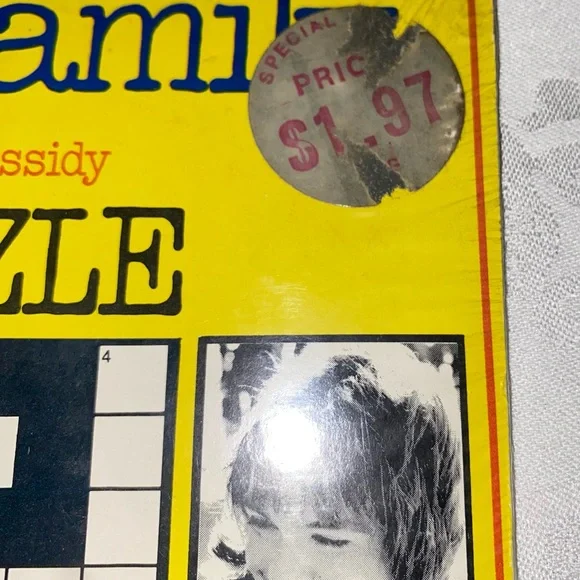 amil
SPECIAL
PRIC
$1.97
ssidy
ZLE
4